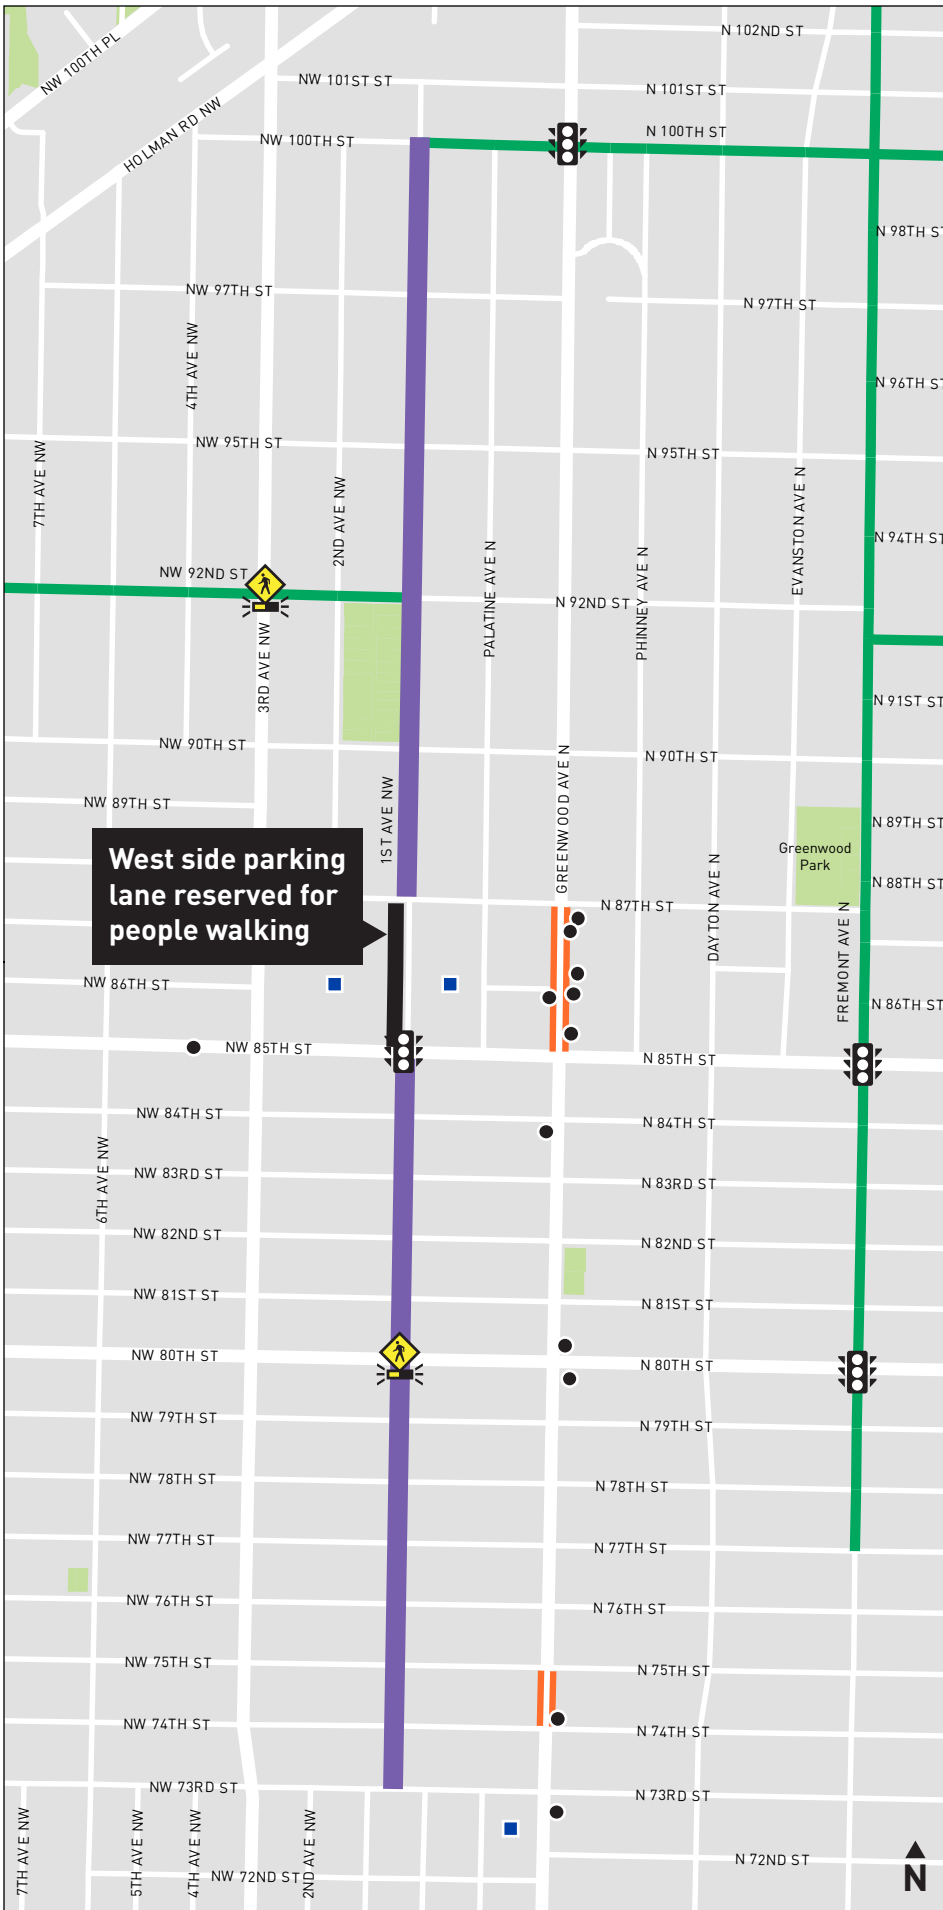 N 102ND ST
NW 100TH PL
NW 101ST ST
N 101ST ST
HOLMAN RD NW
NW 100TH ST
N 100TH ST
N 98TH ST
NW 97TH ST
N 97TH ST
4TH AVE NW
N 96TH ST
NW 95TH ST
N 95TH ST
7TH AVE NW
2ND AVE NW
EVANSTON AVE N
N 94TH ST
PALATINE AVE N
PHINNEY AVE N
NW 92ND ST
N 92ND ST
3RD AVE NW
N 91ST ST
NW 90TH ST
N 90TH ST
1ST AVE NW
GREENWOOD AVE N
NW 89TH ST
N 89TH ST
Greenwood
Park
West side parking
lane reserved for
people walking
DAYTON AVE N
N 88TH ST
N 87TH ST
FREMONT AVE N
NW 86TH ST
N 86TH ST
NW 85TH ST
N 85TH ST
NW 84TH ST
N 84TH ST
6TH AVE NW
NW 83RD ST
N 83RD ST
NW 82ND ST
N 82ND ST
NW 81ST ST
N 81ST ST
NW 80TH ST
N 80TH ST
NW 79TH ST
N 79TH ST
NW 78TH ST
N 78TH ST
NW 77TH ST
N 77TH ST
NW 76TH ST
N 76TH ST
NW 75TH ST
N 75TH ST
NW 74TH ST
N 74TH ST
NW 73RD ST
N 73RD ST
7TH AVE NW
5TH AVE NW
4TH AVE NW
2ND AVE NW
NW 72ND ST
N 72ND ST
N